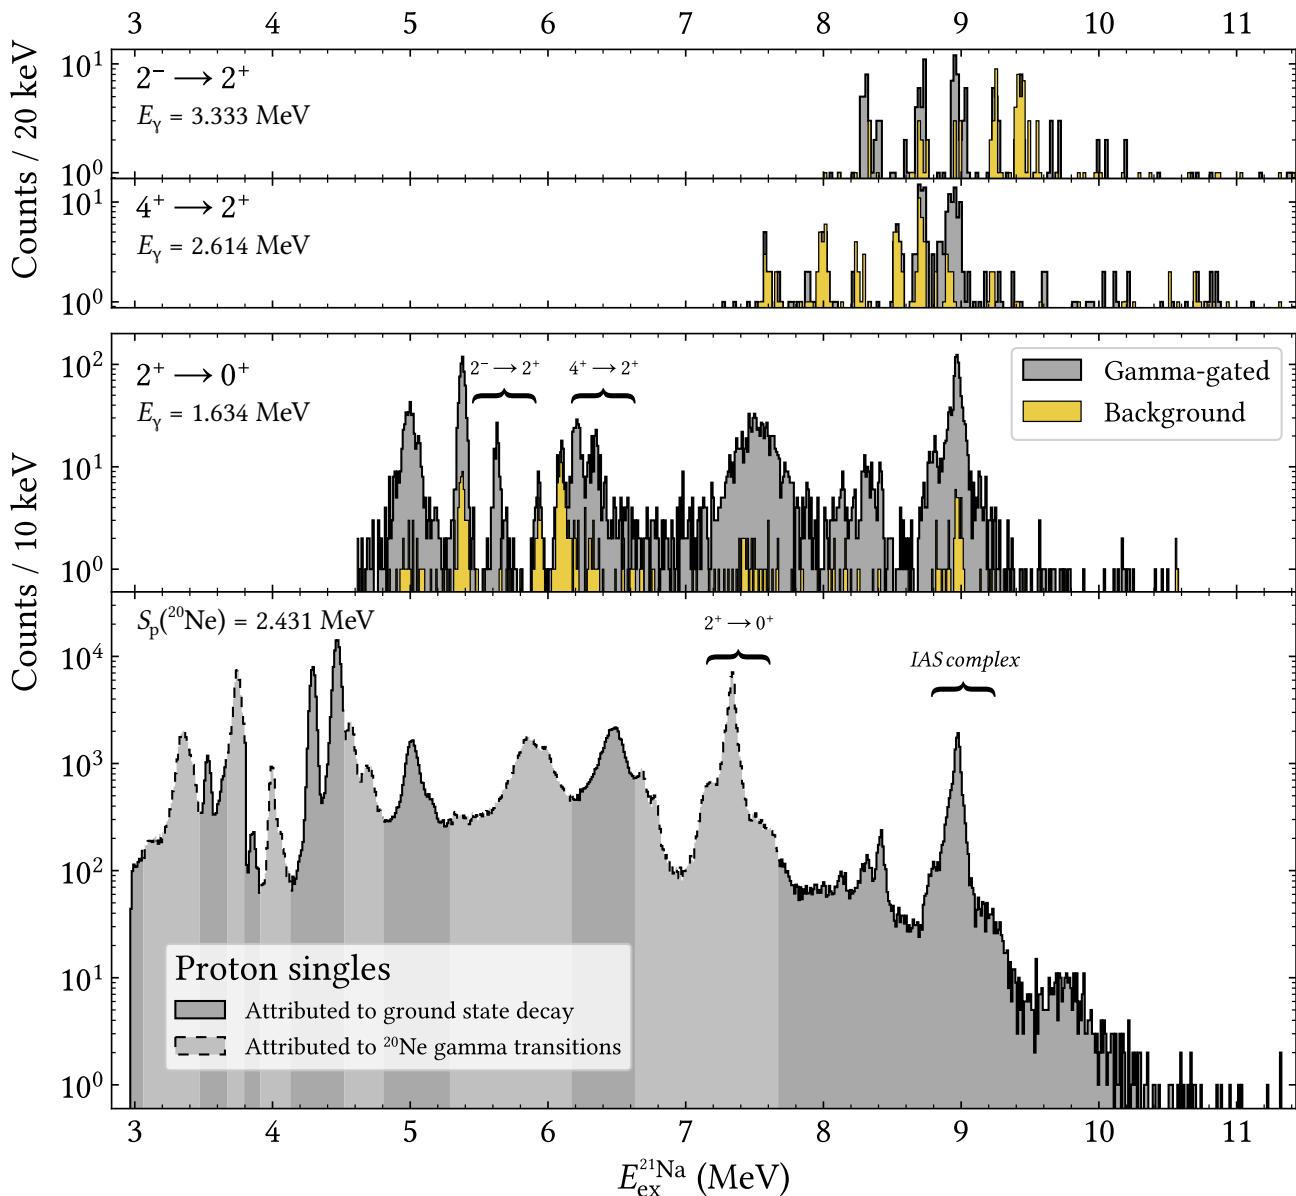 3 4 5 6 7 8 9 10 11
Counts / 20 keV
10¹
10⁰
2⁻ → 2⁺
Eγ = 3.333 MeV
10¹
10⁰
4⁺ → 2⁺
Eγ = 2.614 MeV
Counts / 10 keV
10²
10¹
10⁰
2⁺ → 0⁺
Eγ = 1.634 MeV
2⁻ → 2⁺
4⁺ → 2⁺
Gamma-gated
Background
10⁴
10³
10²
10¹
10⁰
Sₚ(²⁰Ne) = 2.431 MeV
2⁺ → 0⁺
IAS complex
Proton singles
Attributed to ground state decay
Attributed to ²⁰Ne gamma transitions
3 4 5 6 7 8 9 10 11
E_ex^²¹Na (MeV)